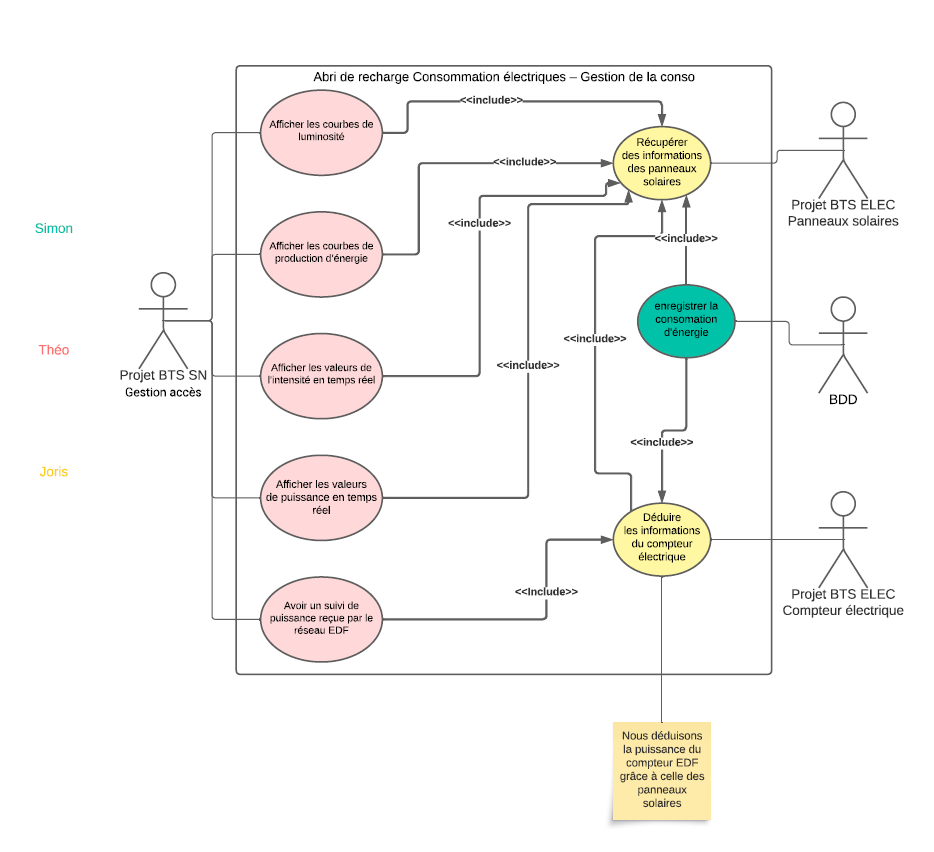 Abri de recharge Consommation électriques – Gestion de la conso
Afficher les courbes de
luminosité
<<include>>
Récupérer
des informations
des panneaux
solaires
Projet BTS ELEC
Panneaux solaires
Simon
Afficher les courbes de
production d'énergie
<<include>>
<<include>>
<<include>>
Théo
Projet BTS SN
Gestion accès
Afficher les valeurs de
l'intensité en temps réel
<<include>>
<<include>>
enregistrer la
consomation
d'énergie
BDD
Joris
Afficher les valeurs
de puissance en temps
réel
<<include>>
Déduire
les informations
du compteur
électrique
Projet BTS ELEC
Compteur électrique
Avoir un suivi de
puissance reçue par le
réseau EDF
<<Include>>
Nous déduisons
la puissance du
compteur EDF
grâce à celle des
panneaux
solaires